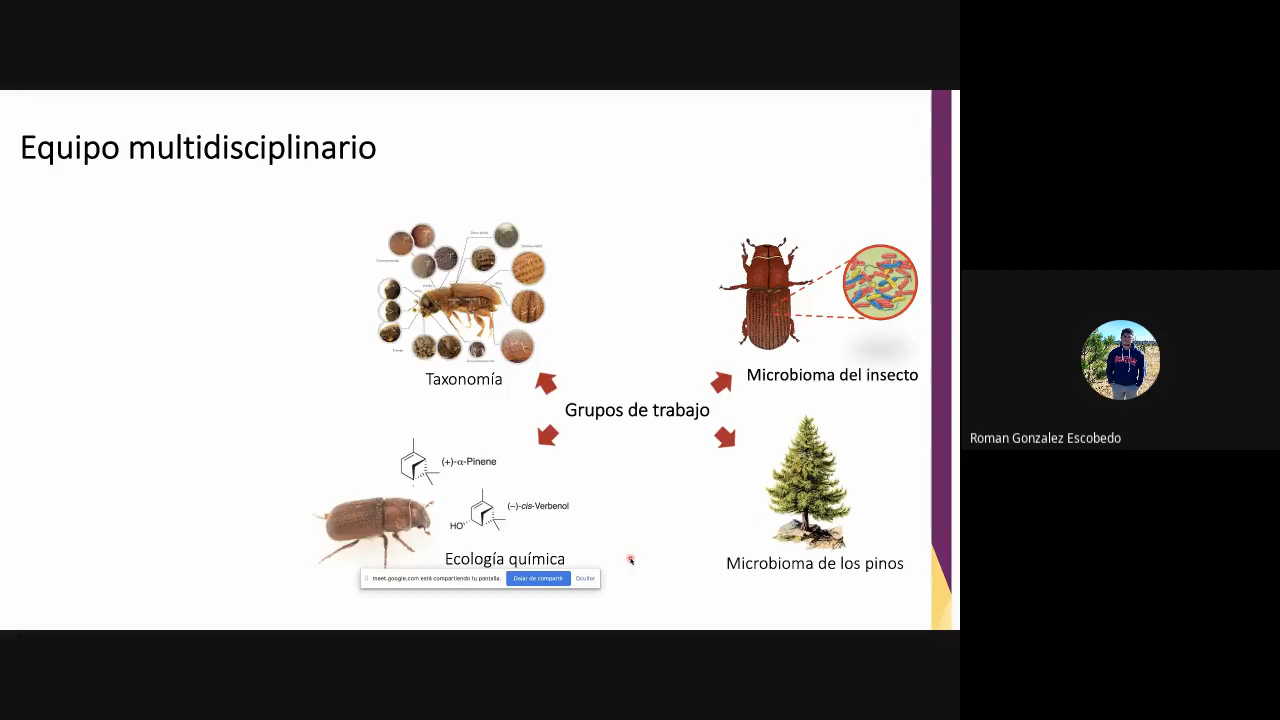 Equipo multidisciplinario
Taxonomía
Microbioma del insecto
Grupos de trabajo
(+)-α-Pinene
(–)-cis-Verbenol
HO
Ecología química
Microbioma de los pinos
meet.google.com está compartiendo tu pantalla.
Dejar de compartir
Ocultar
Roman Gonzalez Escobedo